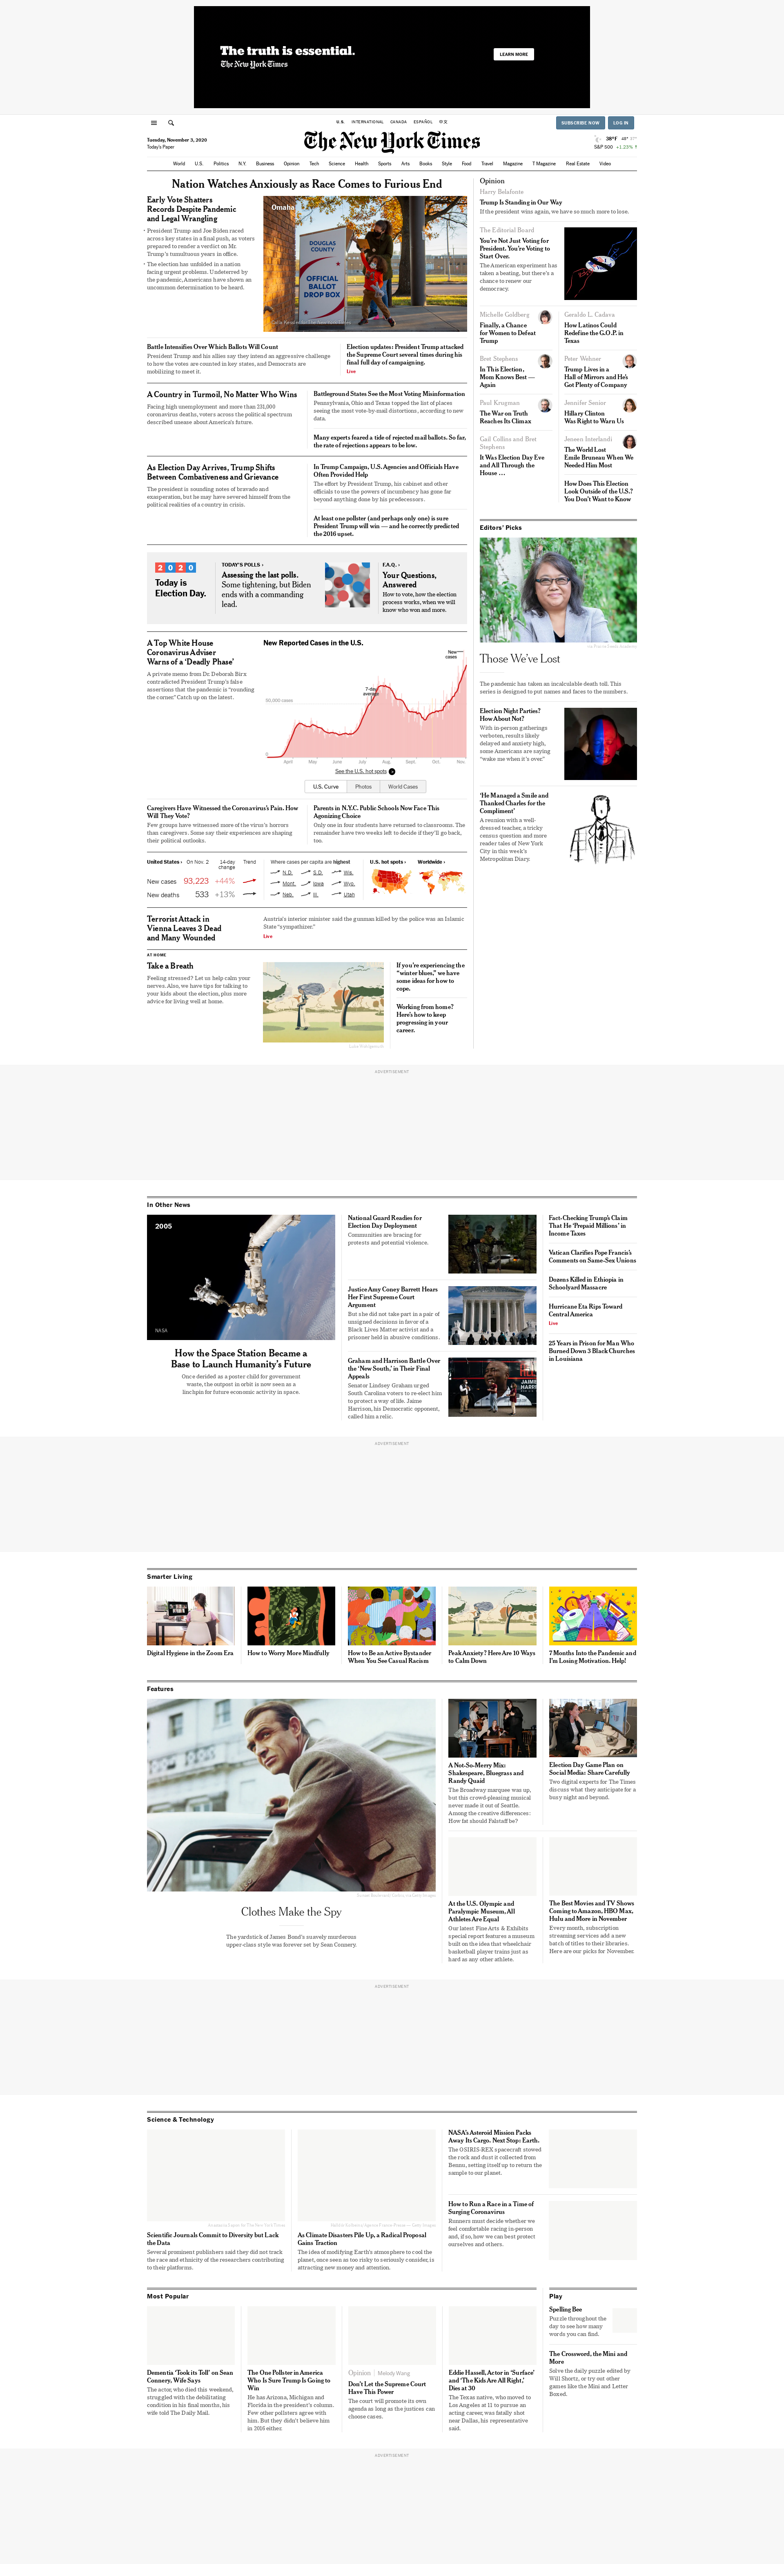 The truth is essential.
The New York Times
LEARN MORE
U.S. INTERNATIONAL CANADA ESPAÑOL 中文
SUBSCRIBE NOW LOG IN
Tuesday, November 3, 2020
Today's Paper
The New York Times
38°F
S&P 500 +1.23% ↑
World U.S. Politics N.Y. Business Opinion Tech Science Health Sports Arts Books Style Food Travel Magazine T Magazine Real Estate Video
Nation Watches Anxiously as Race Comes to Furious End
Early Vote Shatters
Records Despite Pandemic
and Legal Wrangling
• President Trump and Joe Biden raced
across key states in a final push, as voters
prepared to render a verdict on Mr.
Trump's tumultuous years in office.
• The election has unfolded in a nation
facing urgent problems. Undeterred by
the pandemic, Americans have shown an
uncommon determination to be heard.
Omaha
DOUGLAS
COUNTY
OFFICIAL
BALLOT
DROP BOX
Battle Intensifies Over Which Ballots Will Count
President Trump and his allies say they intend an aggressive challenge
to how the votes are counted in key states, and Democrats are
mobilizing to meet it.
Election updates: President Trump attacked
the Supreme Court several times during his
final full day of campaigning.
Live
A Country in Turmoil, No Matter Who Wins
Facing high unemployment and more than 231,000
coronavirus deaths, voters across the political spectrum
described unease about America's future.
Battleground States See the Most Voting Misinformation
Pennsylvania, Ohio and Texas topped the list of places
seeing the most vote-by-mail distortions, according to new
data.
Many experts feared a tide of rejected mail ballots. So far,
the rate of rejections appears to be low.
As Election Day Arrives, Trump Shifts
Between Combativeness and Grievance
The president is sounding notes of bravado and
exasperation, but he may have severed himself from the
political realities of a country in crisis.
In Trump Campaign, U.S. Agencies and Officials Have
Often Provided Help
The effort by President Trump, his cabinet and other
officials to use the powers of incumbency has gone far
beyond anything done by his predecessors.
At least one pollster (and perhaps only one) is sure
President Trump will win — and he correctly predicted
the 2016 upset.
2 0 2 0
Today is
Election Day.
TODAY'S POLLS ›
Assessing the last polls.
Some tightening, but Biden
ends with a commanding
lead.
F.A.Q. ›
Your Questions,
Answered
How to vote, how the election
process works, when we will
know who won and more.
A Top White House
Coronavirus Adviser
Warns of a 'Deadly Phase'
A private memo from Dr. Deborah Birx
contradicted President Trump's false
assertions that the pandemic is "rounding
the corner." Catch up on the latest.
New Reported Cases in the U.S.
New
cases
7-day
average
80,000 cases
0
April May June July Aug. Sept. Oct. Nov.
See the U.S. hot spots
U.S. Curve Photos World Cases
Caregivers Have Witnessed the Coronavirus's Pain. How
Will They Vote?
Few groups have witnessed more of the virus's horrors
than caregivers. Some say their experiences are shaping
their political outlooks.
Parents in N.Y.C. Public Schools Now Face This
Agonizing Choice
Only one in four students have returned to classrooms. The
remainder have two weeks left to decide if they'll go back,
too.
United States › On Nov. 2 14-day
change Trend
New cases 93,223 +44%
New deaths 533 +13%
Where cases per capita are highest
N.D. S.D. Wis.
Mont. Iowa Wyo.
Neb. Ill. Utah
U.S. hot spots › Worldwide ›
Terrorist Attack in
Vienna Leaves 3 Dead
and Many Wounded
Austria's interior minister said the gunman killed by the police was an Islamic
State "sympathizer."
Live
AT HOME
Take a Breath
Feeling stressed? Let us help calm your
nerves. Also, we have tips for talking to
your kids about the election, plus more
advice for living well at home.
If you're experiencing the
"winter blues," we have
some ideas for how to
cope.
Working from home?
Here's how to keep
progressing in your
career.
Opinion
Harry Belafonte
Trump Is Standing in Our Way
If the president wins again, we have so much more to lose.
The Editorial Board
You're Not Just Voting for
President. You're Voting to
Start Over.
The American experiment has
taken a beating, but there's a
chance to renew our
democracy.
Michelle Goldberg
Finally, a Chance
for Women to Defeat
Trump
Geraldo L. Cadava
How Latinos Could
Redefine the G.O.P. in
Texas
Bret Stephens
In This Election,
Mom Knows Best —
Again
Peter Wehner
Trump Lives in a
Hall of Mirrors and He's
Got Plenty of Company
Paul Krugman
The War on Truth
Reaches Its Climax
Jennifer Senior
Hillary Clinton
Was Right to Warn Us
Gail Collins and Bret
Stephens
It Was Election Day Eve
and All Through the
House …
Jeneen Interlandi
The World Lost
Emile Bruneau When We
Needed Him Most
How Does This Election
Look Outside of the U.S.?
You Don't Want to Know
Editors' Picks
Those We've Lost
The pandemic has taken an incalculable death toll. This
series is designed to put names and faces to the numbers.
Election Night Parties?
How About Not?
With in-person gatherings
verboten, results likely
delayed and anxiety high,
some Americans are saying
"wake me when it's over."
'He Managed a Smile and
Thanked Charles for the
Compliment'
A reunion with a well-
dressed teacher, a tricky
census question and more
reader tales of New York
City in this week's
Metropolitan Diary.
ADVERTISEMENT
In Other News
2005
NASA
How the Space Station Became a
Base to Launch Humanity's Future
Once derided as a poster child for government
waste, the outpost in orbit is now seen as a
linchpin for future economic activity in space.
National Guard Readies for
Election Day Deployment
Communities are bracing for
protests and potential violence.
Justice Amy Coney Barrett Hears
Her First Supreme Court
Argument
But she did not take part in a pair of
unsigned decisions in favor of a
Black Lives Matter activist and a
prisoner held in abusive conditions.
Graham and Harrison Battle Over
the 'New South,' in Their Final
Appeals
Senator Lindsey Graham urged
South Carolina voters to re-elect him
to protect a way of life. Jaime
Harrison, his Democratic opponent,
called him a relic.
Fact-Checking Trump's Claim
That He 'Prepaid Millions' in
Income Taxes
Vatican Clarifies Pope Francis's
Comments on Same-Sex Unions
Dozens Killed in Ethiopia in
Schoolyard Massacre
Hurricane Eta Rips Toward
Central America
Live
25 Years in Prison for Man Who
Burned Down 3 Black Churches
in Louisiana
ADVERTISEMENT
Smarter Living
Digital Hygiene in the Zoom Era
How to Worry More Mindfully
How to Be an Active Bystander
When You See Casual Racism
Peak Anxiety? Here Are 10 Ways
to Calm Down
7 Months Into the Pandemic and
I'm Losing Motivation. Help!
Features
Clothes Make the Spy
The yardstick of James Bond's suavely murderous
upper-class style was forever set by Sean Connery.
A Not-So-Merry Mix:
Shakespeare, Bluegrass and
Randy Quaid
The Broadway marquee was up,
but this crowd-pleasing musical
never made it out of Seattle.
Among the creative differences:
How fat should Falstaff be?
Election Day Game Plan on
Social Media: Share Carefully
Two digital experts for The Times
discuss what they anticipate for a
busy night and beyond.
At the U.S. Olympic and
Paralympic Museum, All
Athletes Are Equal
Our latest Fine Arts & Exhibits
special report features a museum
built on the idea that wheelchair
basketball player trains just as
hard as any other athlete.
The Best Movies and TV Shows
Coming to Amazon, HBO Max,
Hulu and More in November
Every month, subscription
streaming services add a new
batch of titles to their libraries.
Here are our picks for November.
ADVERTISEMENT
Science & Technology
Scientific Journals Commit to Diversity but Lack
the Data
Several prominent publishers said they did not track
the race and ethnicity of the researchers contributing
to their platforms.
As Climate Disasters Pile Up, a Radical Proposal
Gains Traction
The idea of modifying Earth's atmosphere to cool the
planet, once seen as too risky to seriously consider, is
attracting new money and attention.
NASA's Asteroid Mission Packs
Away Its Cargo. Next Stop: Earth.
The OSIRIS-REX spacecraft stowed
the rock and dust it collected from
Bennu, setting itself up to return the
sample to our planet.
How to Run a Race in a Time of
Surging Coronavirus
Runners must decide whether we
feel comfortable racing in-person
and, if so, how we can best protect
ourselves and others.
Most Popular
Dementia 'Took its Toll' on Sean
Connery, Wife Says
The actor, who died this weekend,
struggled with the debilitating
condition in his final months, his
wife told The Daily Mail.
The One Pollster in America
Who Is Sure Trump Is Going to
Win
He has Arizona, Michigan and
Florida in the president's column.
Few other pollsters agree with
him. But they didn't believe him
in 2016 either.
Opinion | Melody Wang
Don't Let the Supreme Court
Have This Power
The court will promote its own
agenda as long as the justices can
choose cases.
Eddie Hassell, Actor in 'Surface'
and 'The Kids Are All Right,'
Dies at 30
The Texas native, who moved to
Los Angeles at 11 to pursue an
acting career, was fatally shot
near Dallas, his representative
said.
Play
Spelling Bee
Puzzle throughout the
day to see how many
words you can find.
The Crossword, the Mini and
More
Solve the daily puzzle edited by
Will Shortz, or try out other
games like the Mini and Letter
Boxed.
ADVERTISEMENT